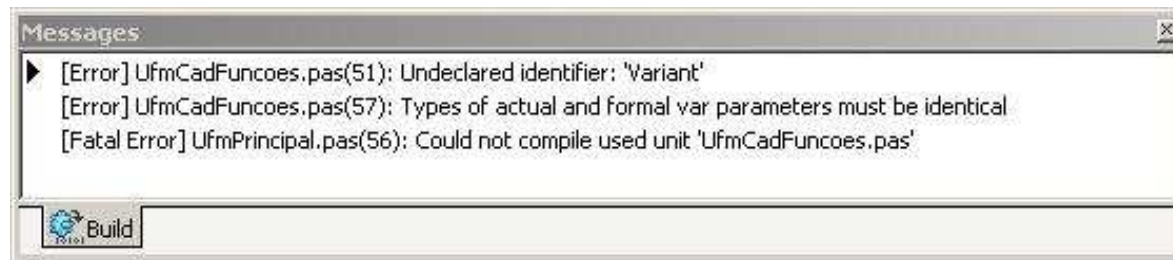 Messages
[Error] UfmCadFuncoes.pas(51): Undeclared identifier: 'Variant'
[Error] UfmCadFuncoes.pas(57): Types of actual and formal var parameters must be identical
[Fatal Error] UfmPrincipal.pas(56): Could not compile used unit 'UfmCadFuncoes.pas'
Build